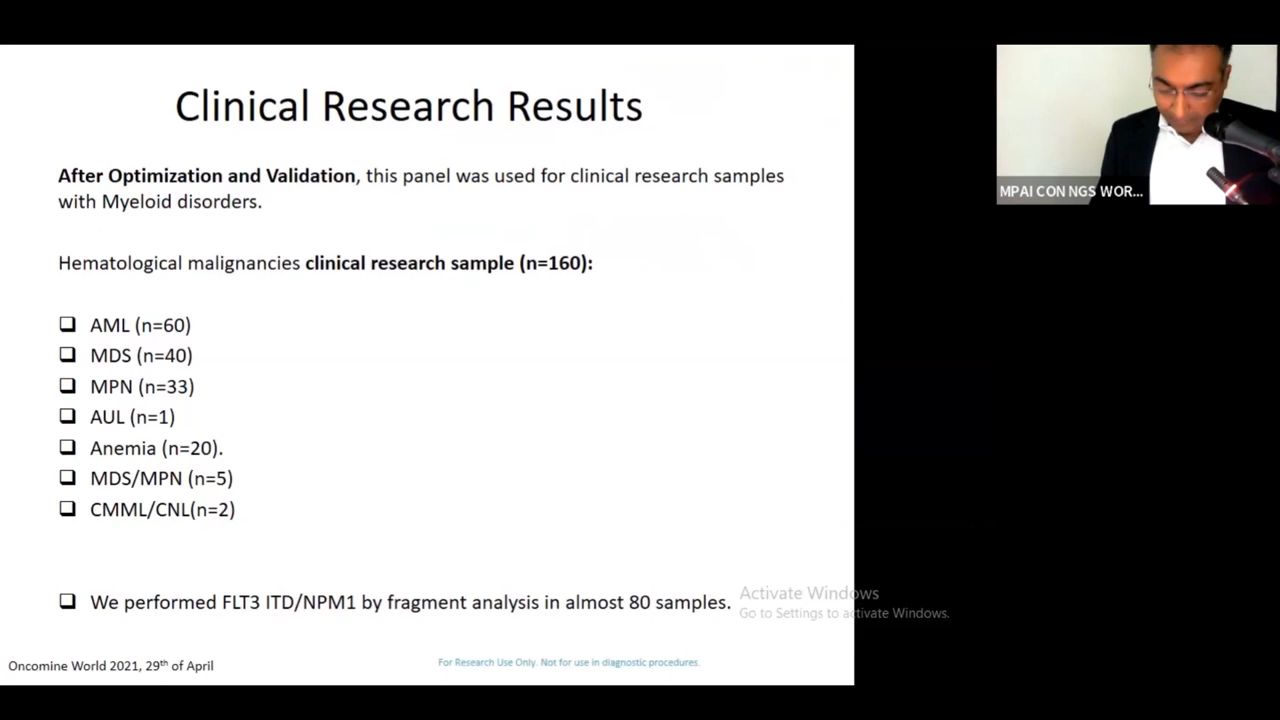 Clinical Research Results
After Optimization and Validation, this panel was used for clinical research samples
with Myeloid disorders.
Hematological malignancies clinical research sample (n=160):
AML (n=60)
MDS (n=40)
MPN (n=33)
AUL (n=1)
Anemia (n=20).
MDS/MPN (n=5)
CMML/CNL(n=2)
We performed FLT3 ITD/NPM1 by fragment analysis in almost 80 samples.
Oncomine World 2021, 29th of April
For Research Use Only. Not for use in diagnostic procedures.
Activate Windows
Go to Settings to activate Windows.
MPAI CON NGS WOR...